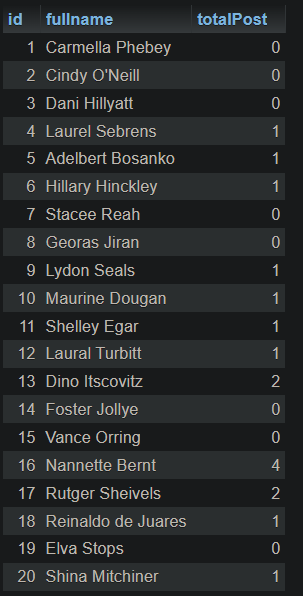 id fullname totalPost
1 Carmella Phebey 0
2 Cindy O'Neill 0
3 Dani Hillyatt 0
4 Laurel Sebrens 1
5 Adelbert Bosanko 1
6 Hillary Hinckley 1
7 Stacee Reah 0
8 Georas Jiran 0
9 Lydon Seals 1
10 Maurine Dougan 1
11 Shelley Egar 1
12 Laural Turbitt 1
13 Dino Itscovitz 2
14 Foster Jollye 0
15 Vance Orring 0
16 Nannette Bernt 4
17 Rutger Sheivels 2
18 Reinaldo de Juares 1
19 Elva Stops 0
20 Shina Mitchiner 1